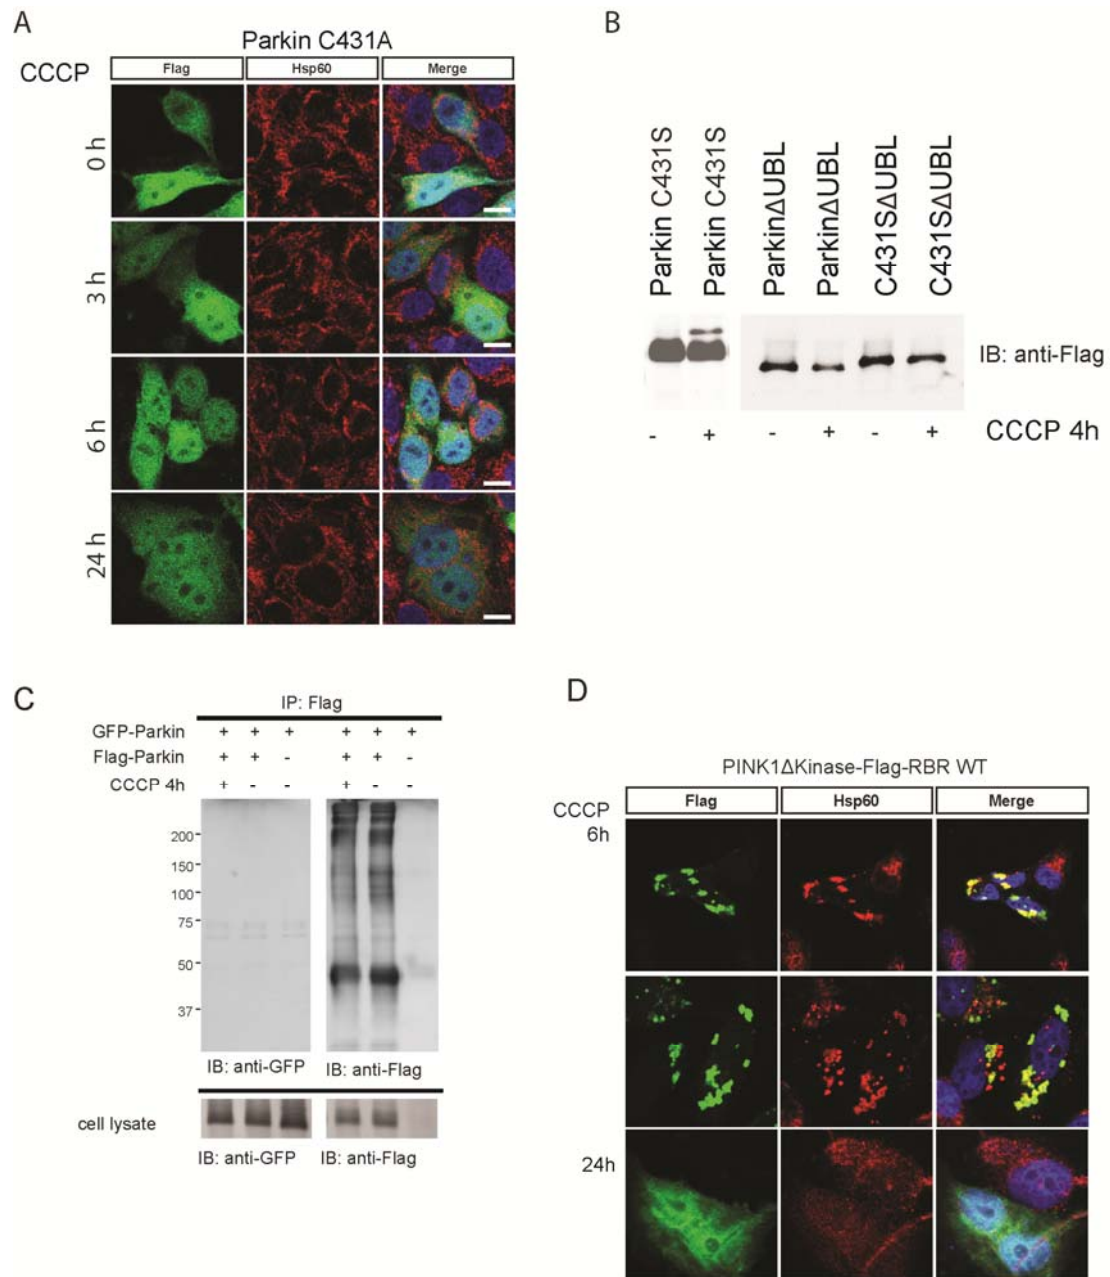 A
Parkin C431A
CCCP
Flag Hsp60 Merge
0 h
3 h
6 h
24 h
B
Parkin C431S
Parkin C431S
ParkinΔUBL
ParkinΔUBL
C431SΔUBL
C431SΔUBL
IB: anti-Flag
- + - + - + CCCP 4h
C
IP: Flag
GFP-Parkin + + + + + +
Flag-Parkin + + - + + -
CCCP 4h + - - + - -
200
150
100
75
50
37
IB: anti-GFP IB: anti-Flag
cell lysate
IB: anti-GFP IB: anti-Flag
D
PINK1ΔKinase-Flag-RBR WT
CCCP Flag Hsp60 Merge
6h
24h